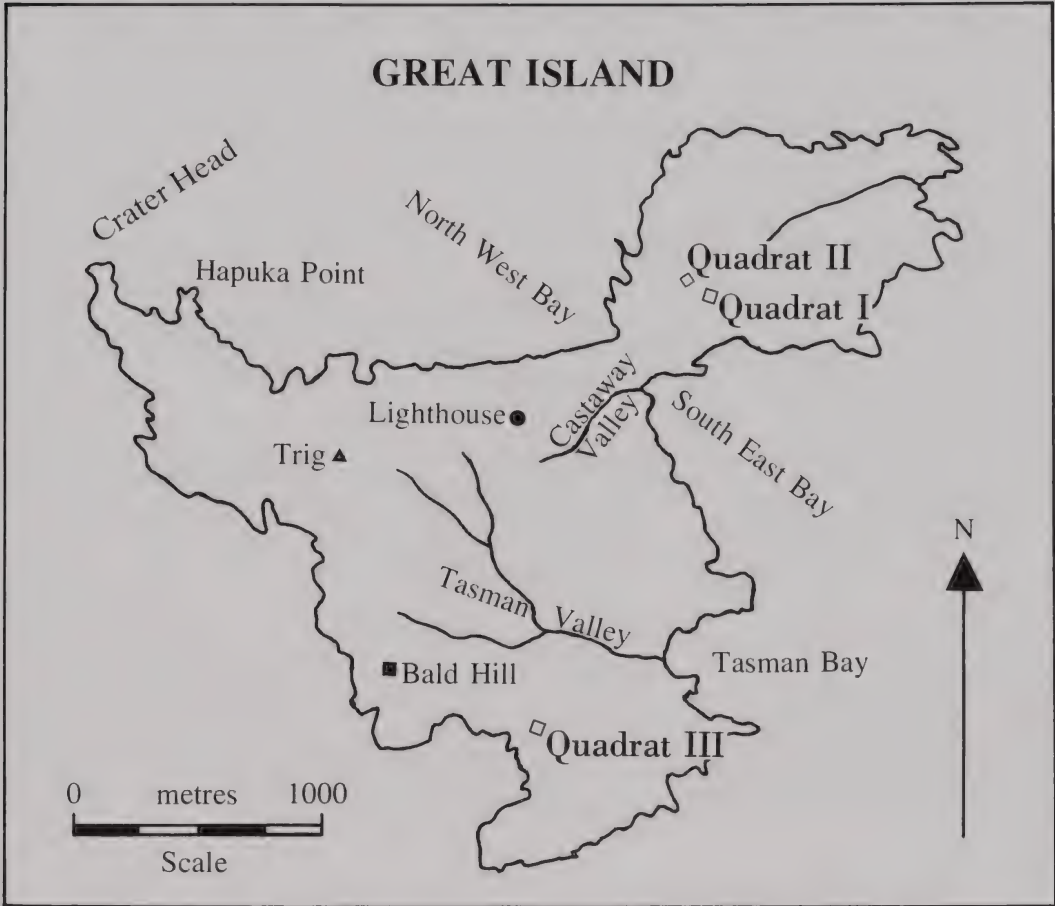 GREAT ISLAND
Crater Head
North West Bay
Hapuka Point
Quadrat II
Quadrat I
Castaway
Valley
Lighthouse
South East Bay
Trig
N
Tasman Valley
Tasman Bay
Bald Hill
Quadrat III
0 metres 1000
Scale